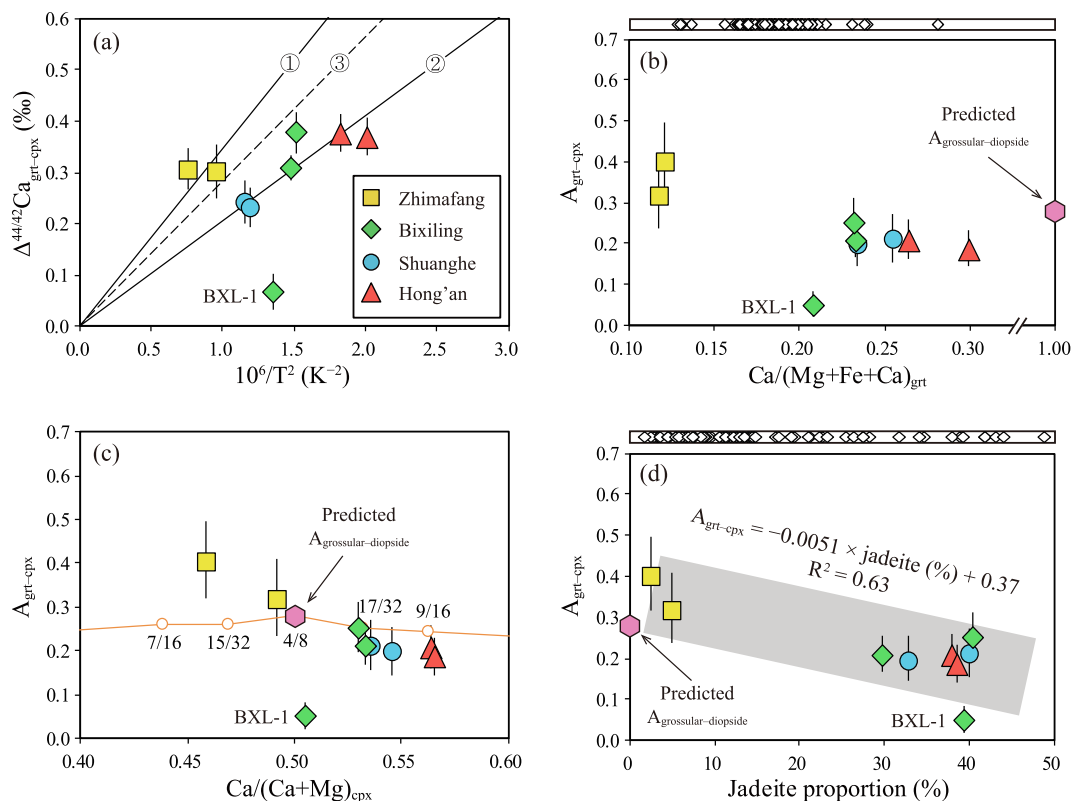 (a)
Δ44/42Cagrt–cpx (‰)
0.6
0.5
0.4
0.3
0.2
0.1
0.0
① ③ ②
Zhimafang
Bixiling
Shuanghe
Hong'an
BXL-1
0.0 0.5 1.0 1.5 2.0 2.5 3.0
10⁶/T² (K⁻²)
(b)
Agrt–cpx
0.7
0.6
0.5
0.4
0.3
0.2
0.1
0.0
Predicted
Agrossular–diopside
BXL-1
0.10 0.15 0.20 0.25 0.30 1.00
Ca/(Mg+Fe+Ca)grt
(c)
Agrt–cpx
0.7
0.6
0.5
0.4
0.3
0.2
0.1
0.0
Predicted
Agrossular–diopside
17/32 9/16
7/16 15/32 4/8
BXL-1
0.40 0.45 0.50 0.55 0.60
Ca/(Ca+Mg)cpx
(d)
Agrt–cpx
0.7
0.6
0.5
0.4
0.3
0.2
0.1
0.0
Agrt–cpx = −0.0051 × jadeite (%) + 0.37
R² = 0.63
Predicted
Agrossular–diopside
BXL-1
0 10 20 30 40 50
Jadeite proportion (%)